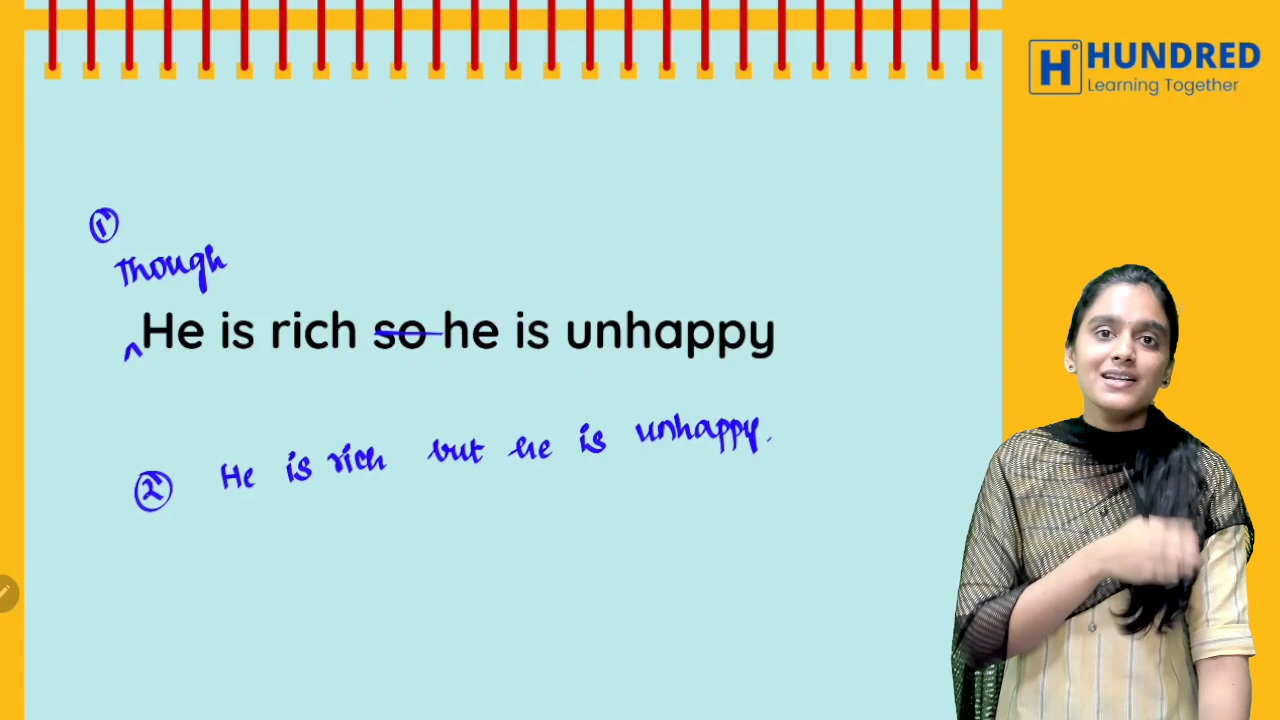 HUNDRED
Learning Together
1
Though
^He is rich so he is unhappy
2 He is rich but he is unhappy.